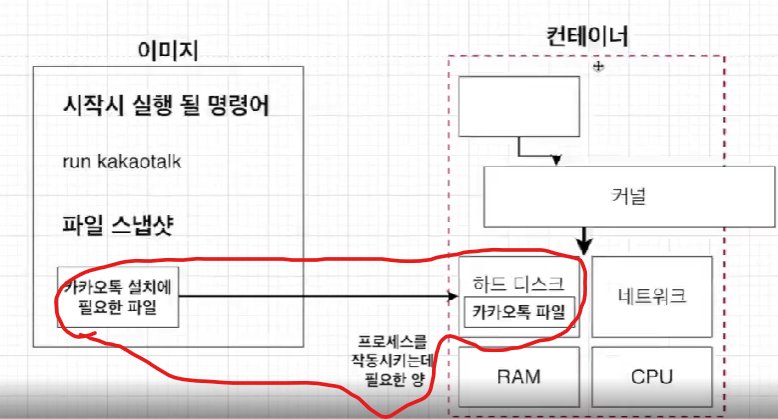 이미지
컨테이너
시작시 실행 될 명령어
run kakaotalk
파일 스냅샷
카카오톡 설치에
필요한 파일
커널
하드 디스크
카카오톡 파일
네트워크
프로세스를
작동시키는데
필요한 양
RAM
CPU